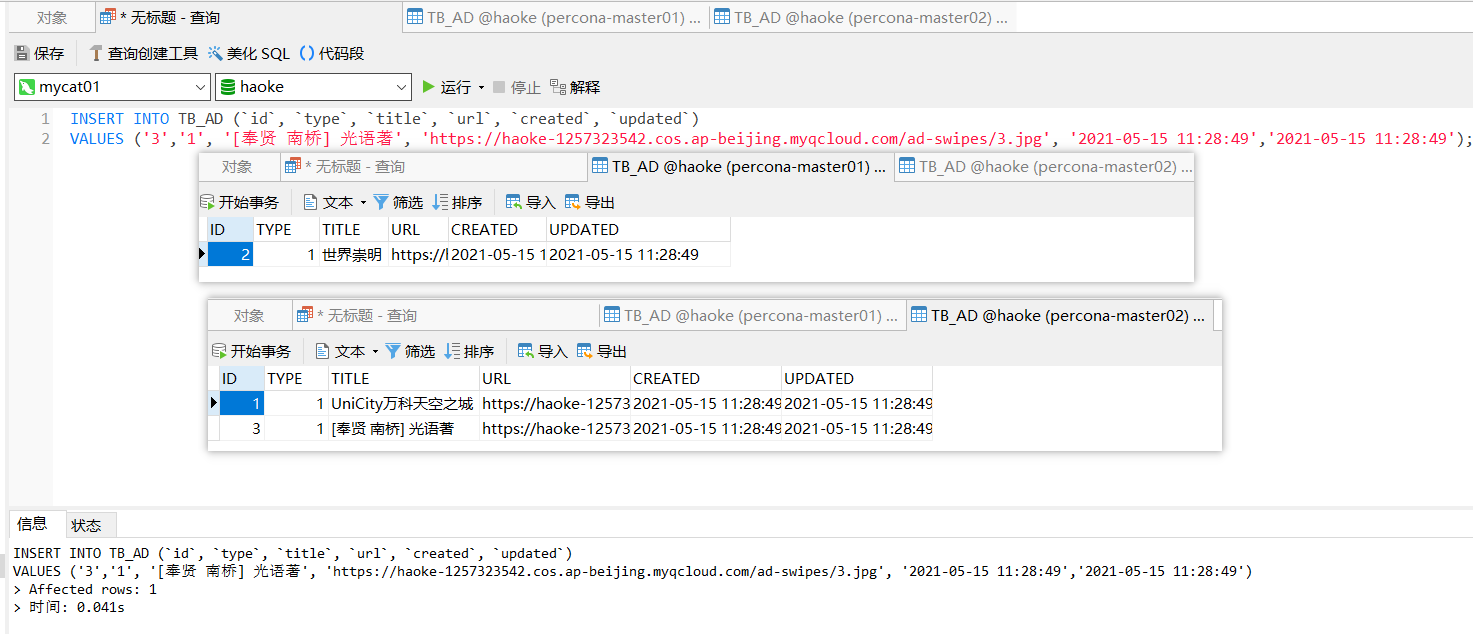 对象 * 无标题 - 查询 TB_AD @haoke (percona-master01) ... TB_AD @haoke (percona-master02) ...
保存 查询创建工具 美化 SQL () 代码段
mycat01 haoke 运行 停止 解释
1 INSERT INTO TB_AD (`id`, `type`, `title`, `url`, `created`, `updated`)
2 VALUES ('3','1', '[奉贤 南桥] 光语著', 'https://haoke-1257323542.cos.ap-beijing.myqcloud.com/ad-swipes/3.jpg', '2021-05-15 11:28:49','2021-05-15 11:28:49');
对象 * 无标题 - 查询 TB_AD @haoke (percona-master01) ... TB_AD @haoke (percona-master02) ...
开始事务 文本 筛选 排序 导入 导出
ID TYPE TITLE URL CREATED UPDATED
2 1 世界崇明 https://l 2021-05-15 1 2021-05-15 11:28:49
对象 * 无标题 - 查询 TB_AD @haoke (percona-master01) ... TB_AD @haoke (percona-master02) ...
开始事务 文本 筛选 排序 导入 导出
ID TYPE TITLE URL CREATED UPDATED
1 1 UniCity万科天空之城 https://haoke-12573 2021-05-15 11:28:49 2021-05-15 11:28:49
3 1 [奉贤 南桥] 光语著 https://haoke-12573 2021-05-15 11:28:49 2021-05-15 11:28:49
信息 状态
INSERT INTO TB_AD (`id`, `type`, `title`, `url`, `created`, `updated`)
VALUES ('3','1', '[奉贤 南桥] 光语著', 'https://haoke-1257323542.cos.ap-beijing.myqcloud.com/ad-swipes/3.jpg', '2021-05-15 11:28:49','2021-05-15 11:28:49')
> Affected rows: 1
> 时间: 0.041s